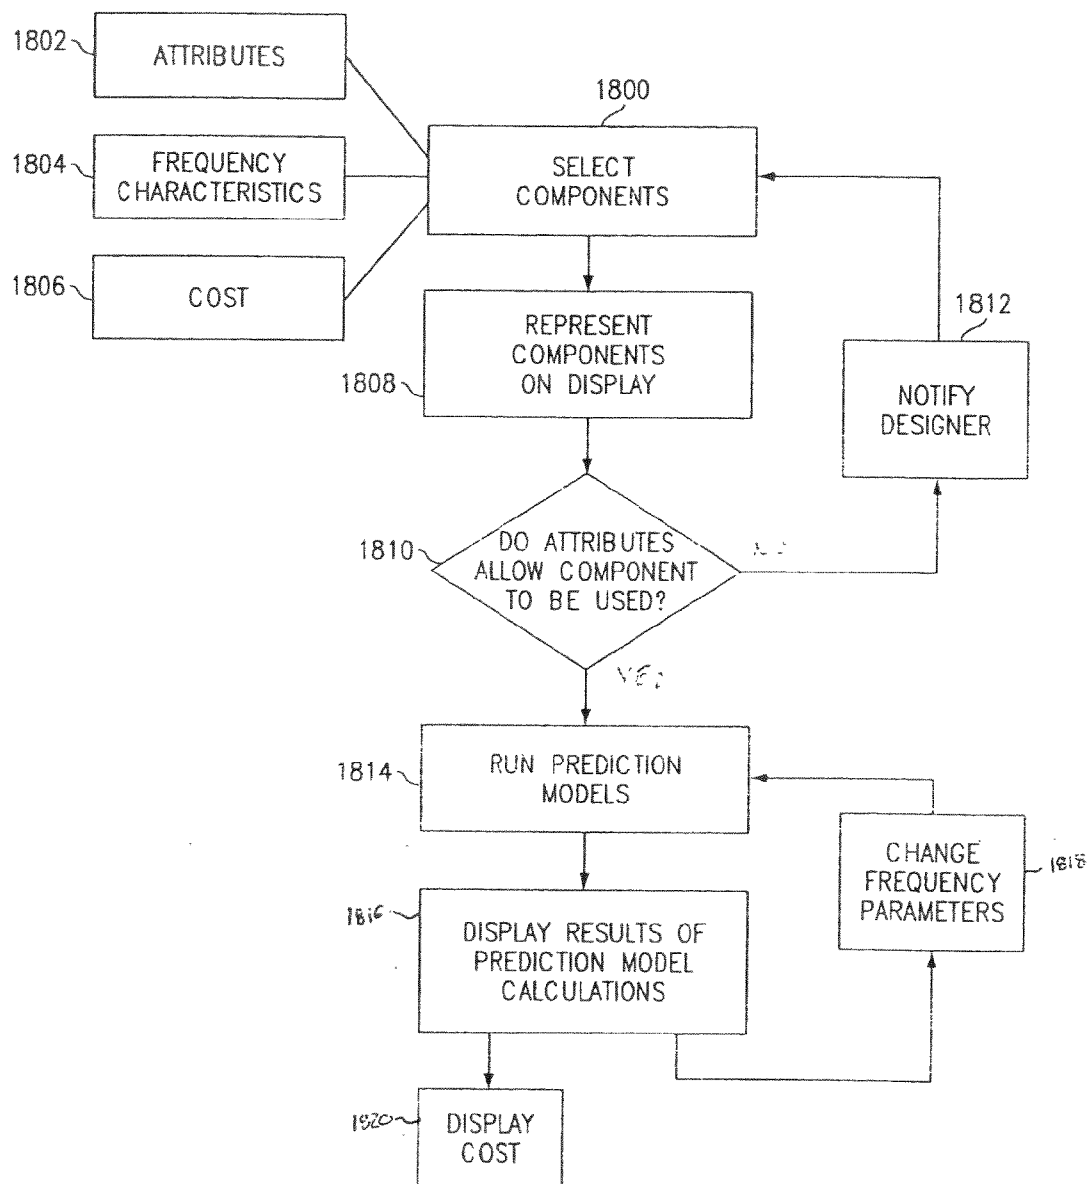 1802
ATTRIBUTES
1800
1804
FREQUENCY
CHARACTERISTICS
SELECT
COMPONENTS
1806
COST
REPRESENT
COMPONENTS
ON DISPLAY
1808
1812
NOTIFY
DESIGNER
1810
DO ATTRIBUTES
ALLOW COMPONENT
TO BE USED?
1814
RUN PREDICTION
MODELS
CHANGE
FREQUENCY
PARAMETERS
1818
1816
DISPLAY RESULTS OF
PREDICTION MODEL
CALCULATIONS
1820
DISPLAY
COST